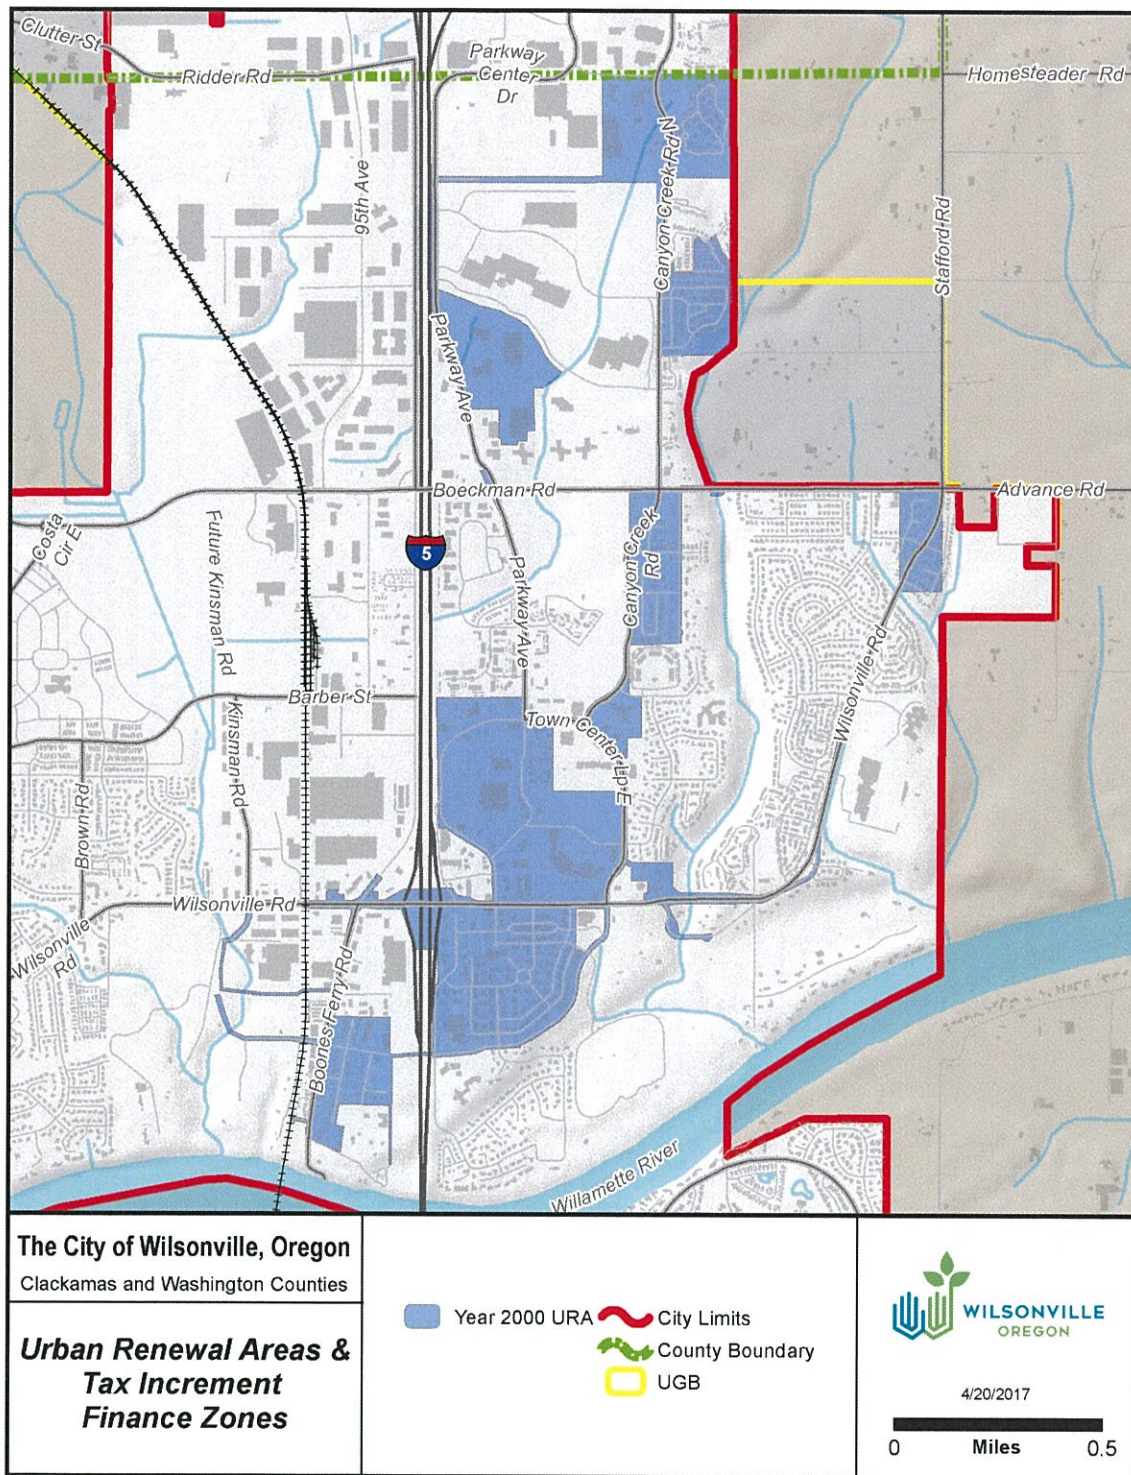 Clutter St
Ridder Rd
Parkway
Center
Dr
Homesteader Rd
95th Ave
Canyon Creek Rd N
Stafford Rd
Parkway Ave
Boeckman Rd
Advance Rd
Costa
Cir E
Future Kinsman Rd
5
Canyon Creek
Rd
Parkway Ave
Wilsonville Rd
Barber St
Kinsman Rd
Town Center Lp E
Brown Rd
Wilsonville Rd
Wilsonville
Rd
Boones Ferry Rd
Willamette River
The City of Wilsonville, Oregon
Clackamas and Washington Counties
Urban Renewal Areas &
Tax Increment
Finance Zones
Year 2000 URA
City Limits
County Boundary
UGB
WILSONVILLE
OREGON
4/20/2017
0 Miles 0.5